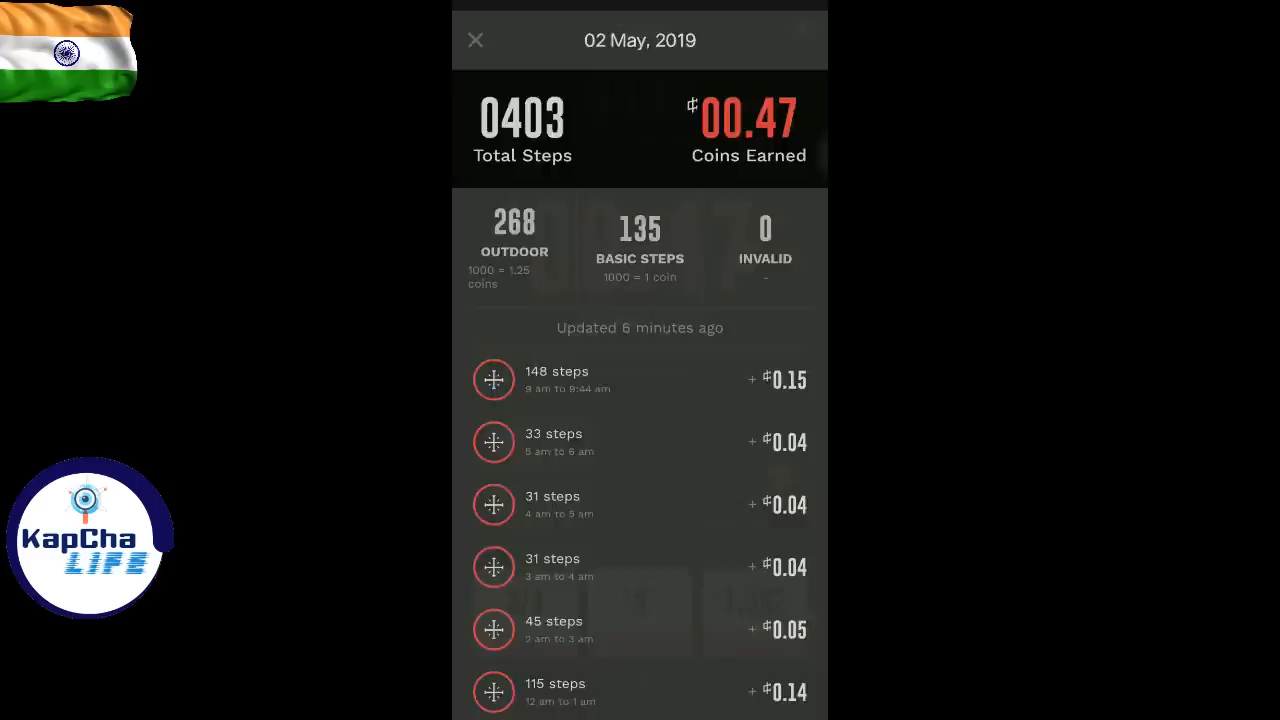 02 May, 2019
0403
Total Steps
₵00.47
Coins Earned
268
OUTDOOR
1000 = 1.25
coins
135
BASIC STEPS
1000 = 1 coin
0
INVALID
-
Updated 6 minutes ago
148 steps
9 am to 9:44 am
+ ₵0.15
33 steps
5 am to 6 am
+ ₵0.04
31 steps
4 am to 5 am
+ ₵0.04
31 steps
3 am to 4 am
+ ₵0.04
45 steps
2 am to 3 am
+ ₵0.05
115 steps
12 am to 1 am
+ ₵0.14
KapCha
LIFE